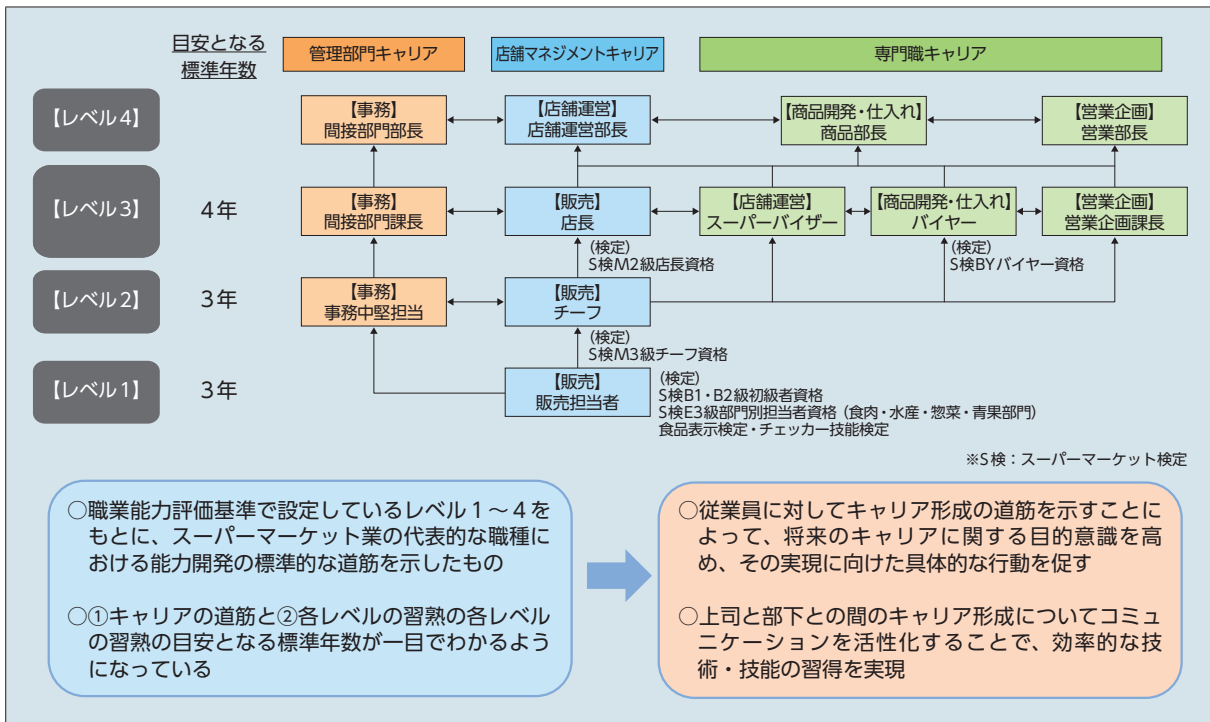 目安となる
標準年数
管理部門キャリア
店舗マネジメントキャリア
専門職キャリア
【レベル4】
【事務】
間接部門部長
【店舗運営】
店舗運営部長
【商品開発・仕入れ】
商品部長
【営業企画】
営業部長
【レベル3】
4年
【事務】
間接部門課長
【販売】
店長
【店舗運営】
スーパーバイザー
【商品開発・仕入れ】
バイヤー
【営業企画】
営業企画課長
(検定)
S検M2級店長資格
(検定)
S検BYバイヤー資格
【レベル2】
3年
【事務】
事務中堅担当
【販売】
チーフ
(検定)
S検M3級チーフ資格
【レベル1】
3年
【販売】
販売担当者
(検定)
S検B1・B2級初級者資格
S検E3級部門別担当者資格（食肉・水産・惣菜・青果部門）
食品表示検定・チェッカー技能検定
※S検：スーパーマーケット検定
○職業能力評価基準で設定しているレベル1～4を
もとに、スーパーマーケット業の代表的な職種に
おける能力開発の標準的な道筋を示したもの
○①キャリアの道筋と②各レベルの習熟の各レベル
の習熟の目安となる標準年数が一目でわかるよう
になっている
○従業員に対してキャリア形成の道筋を示すことに
よって、将来のキャリアに関する目的意識を高
め、その実現に向けた具体的な行動を促す
○上司と部下との間のキャリア形成についてコミュ
ニケーションを活性化することで、効率的な技
術・技能の習得を実現